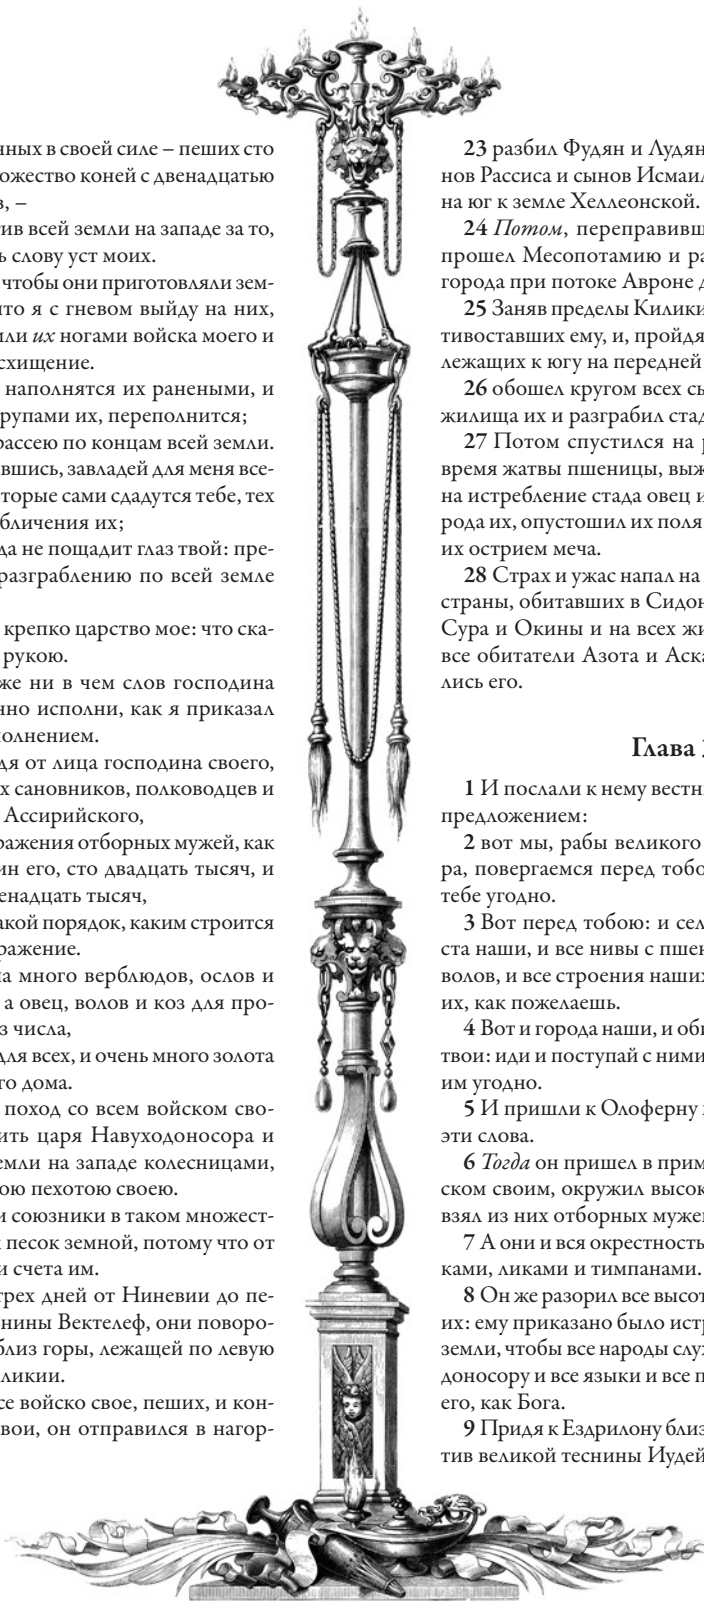 нных в своей силе – пеших сто
ожество коней с двенадцатью
в, –
тив всей земли на западе за то,
ь слову уст моих.
чтобы они приготовляли зем-
что я с гневом выйду на них,
мли их ногами войска моего и
схищение.
наполнятся их ранеными, и
рупами их, переполнится;
рассею по концам всей земли.
вшись, завладей для меня все-
торые сами сдадутся тебе, тех
бличения их;
да не пощадит глаз твой: пре-
разграблению по всей земле
крепко царство мое: что ска-
рукою.
же ни в чем слов господина
чно исполни, как я приказал
полнением.
дя от лица господина своего,
х сановников, полководцев и
Ассирийского,
ражения отборных мужей, как
ин его, сто двадцать тысяч, и
венадцать тысяч,
акой порядок, каким строится
ражение.
ла много верблюдов, ослов и
а овец, волов и коз для про-
з числа,
для всех, и очень много золота
го дома.
поход со всем войском сво-
ить царя Навуходоносора и
емли на западе колесницами,
ою пехотою своею.
и союзники в таком множест-
к песок земной, потому что от
и счета им.
трех дней от Ниневии до пе-
нины Вектелеф, они поворо-
близ горы, лежащей по левую
ликии.
се войско свое, пеших, и кон-
вои, он отправился в нагор-
23 разбил Фудян и Лудян
нов Рассиса и сынов Исмаил
на юг к земле Хеллеонской.
24 Потом, переправивш
прошел Месопотамию и ра
города при потоке Авроне д
25 Заняв пределы Килики
тивоставших ему, и, пройдя
лежащих к югу на передней
26 обошел кругом всех сы
жилища их и разграбил стад
27 Потом спустился на р
время жатвы пшеницы, выж
на истребление стада овец и
рода их, опустошил их поля
их острием меча.
28 Страх и ужас напал на
страны, обитавших в Сидон
Сура и Окины и на всех жи
все обитатели Азота и Аска
лись его.
Глава 3
1 И послали к нему вестн
предложением:
2 вот мы, рабы великого
ра, повергаемся перед тобо
тебе угодно.
3 Вот перед тобою: и сел
ста наши, и все нивы с пшен
волов, и все строения наших
их, как пожелаешь.
4 Вот и города наши, и оби
твои: иди и поступай с ними
им угодно.
5 И пришли к Олоферну
эти слова.
6 Тогда он пришел в прим
ском своим, окружил высок
взял из них отборных мужей
7 А они и вся окрестность
ками, ликами и тимпанами.
8 Он же разорил все высот
их: ему приказано было истр
земли, чтобы все народы служ
доносору и все языки и все п
его, как Бога.
9 Придя к Ездрилону близ
тив великой теснины Иудей